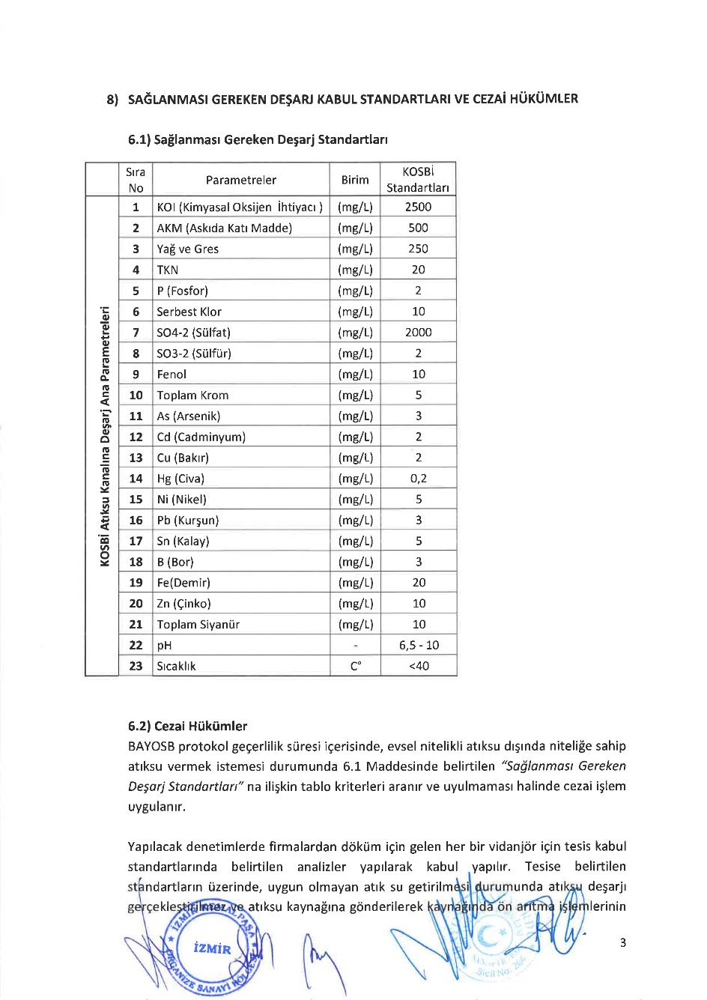 8) SAĞLANMASI GEREKEN DEŞARJ KABUL STANDARTLARI VE CEZAİ HÜKÜMLER
6.1) Sağlanması Gereken Deşarj Standartları
Sıra No Parametreler Birim KOSBİ Standartları
KOSBİ Atıksu Kanalına Deşarj Ana Parametreleri
1 KOI (Kimyasal Oksijen İhtiyacı ) (mg/L) 2500
2 AKM (Askıda Katı Madde) (mg/L) 500
3 Yağ ve Gres (mg/L) 250
4 TKN (mg/L) 20
5 P (Fosfor) (mg/L) 2
6 Serbest Klor (mg/L) 10
7 SO4-2 (Sülfat) (mg/L) 2000
8 SO3-2 (Sülfür) (mg/L) 2
9 Fenol (mg/L) 10
10 Toplam Krom (mg/L) 5
11 As (Arsenik) (mg/L) 3
12 Cd (Cadminyum) (mg/L) 2
13 Cu (Bakır) (mg/L) 2
14 Hg (Civa) (mg/L) 0,2
15 Ni (Nikel) (mg/L) 5
16 Pb (Kurşun) (mg/L) 3
17 Sn (Kalay) (mg/L) 5
18 B (Bor) (mg/L) 3
19 Fe(Demir) (mg/L) 20
20 Zn (Çinko) (mg/L) 10
21 Toplam Siyanür (mg/L) 10
22 pH - 6,5 - 10
23 Sıcaklık C° <40
6.2) Cezai Hükümler
BAYOSB protokol geçerlilik süresi içerisinde, evsel nitelikli atıksu dışında niteliğe sahip
atıksu vermek istemesi durumunda 6.1 Maddesinde belirtilen "Sağlanması Gereken
Deşarj Standartları" na ilişkin tablo kriterleri aranır ve uyulmaması halinde cezai işlem
uygulanır.
Yapılacak denetimlerde firmalardan döküm için gelen her bir vidanjör için tesis kabul
standartlarında belirtilen analizler yapılarak kabul yapılır. Tesise belirtilen
standartların üzerinde, uygun olmayan atık su getirilmesi durumunda atıksu deşarjı
gerçekleştirilmez ve atıksu kaynağına gönderilerek kaynağında ön arıtma işlemlerinin
İZMİR
ORGANİZE SANAYİ BÖLGESİ
Sicil No:
3